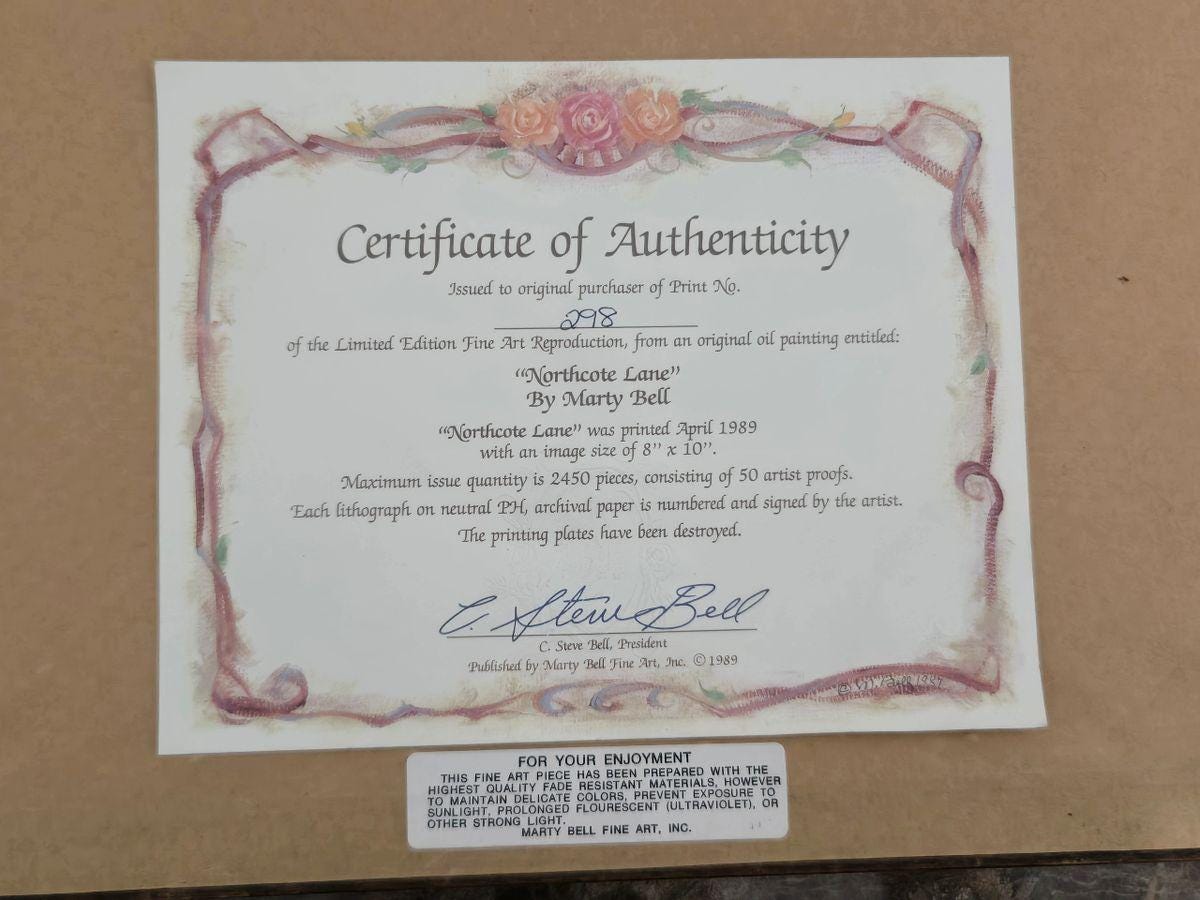 Certificate of Authenticity
Issued to original purchaser of Print No.
298
of the Limited Edition Fine Art Reproduction, from an original oil painting entitled:
"Northcote Lane"
By Marty Bell
"Northcote Lane" was printed April 1989
with an image size of 8" x 10".
Maximum issue quantity is 2450 pieces, consisting of 50 artist proofs.
Each lithograph on neutral PH, archival paper is numbered and signed by the artist.
The printing plates have been destroyed.
C. Steve Bell
C. Steve Bell, President
Published by Marty Bell Fine Art, Inc. © 1989
© M. Bell 1987
FOR YOUR ENJOYMENT
THIS FINE ART PIECE HAS BEEN PREPARED WITH THE
HIGHEST QUALITY FADE RESISTANT MATERIALS, HOWEVER
TO MAINTAIN DELICATE COLORS, PREVENT EXPOSURE TO
SUNLIGHT, PROLONGED FLOURESCENT (ULTRAVIOLET), OR
OTHER STRONG LIGHT.
MARTY BELL FINE ART, INC.